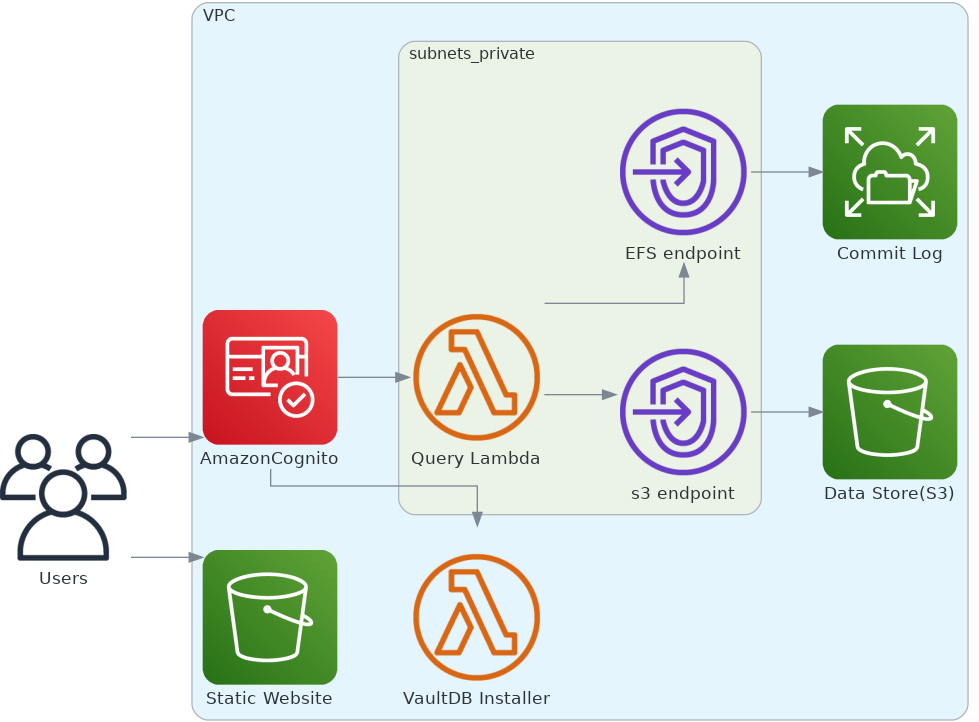 VPC
subnets_private
EFS endpoint
Commit Log
AmazonCognito
Query Lambda
s3 endpoint
Data Store(S3)
Users
Static Website
VaultDB Installer